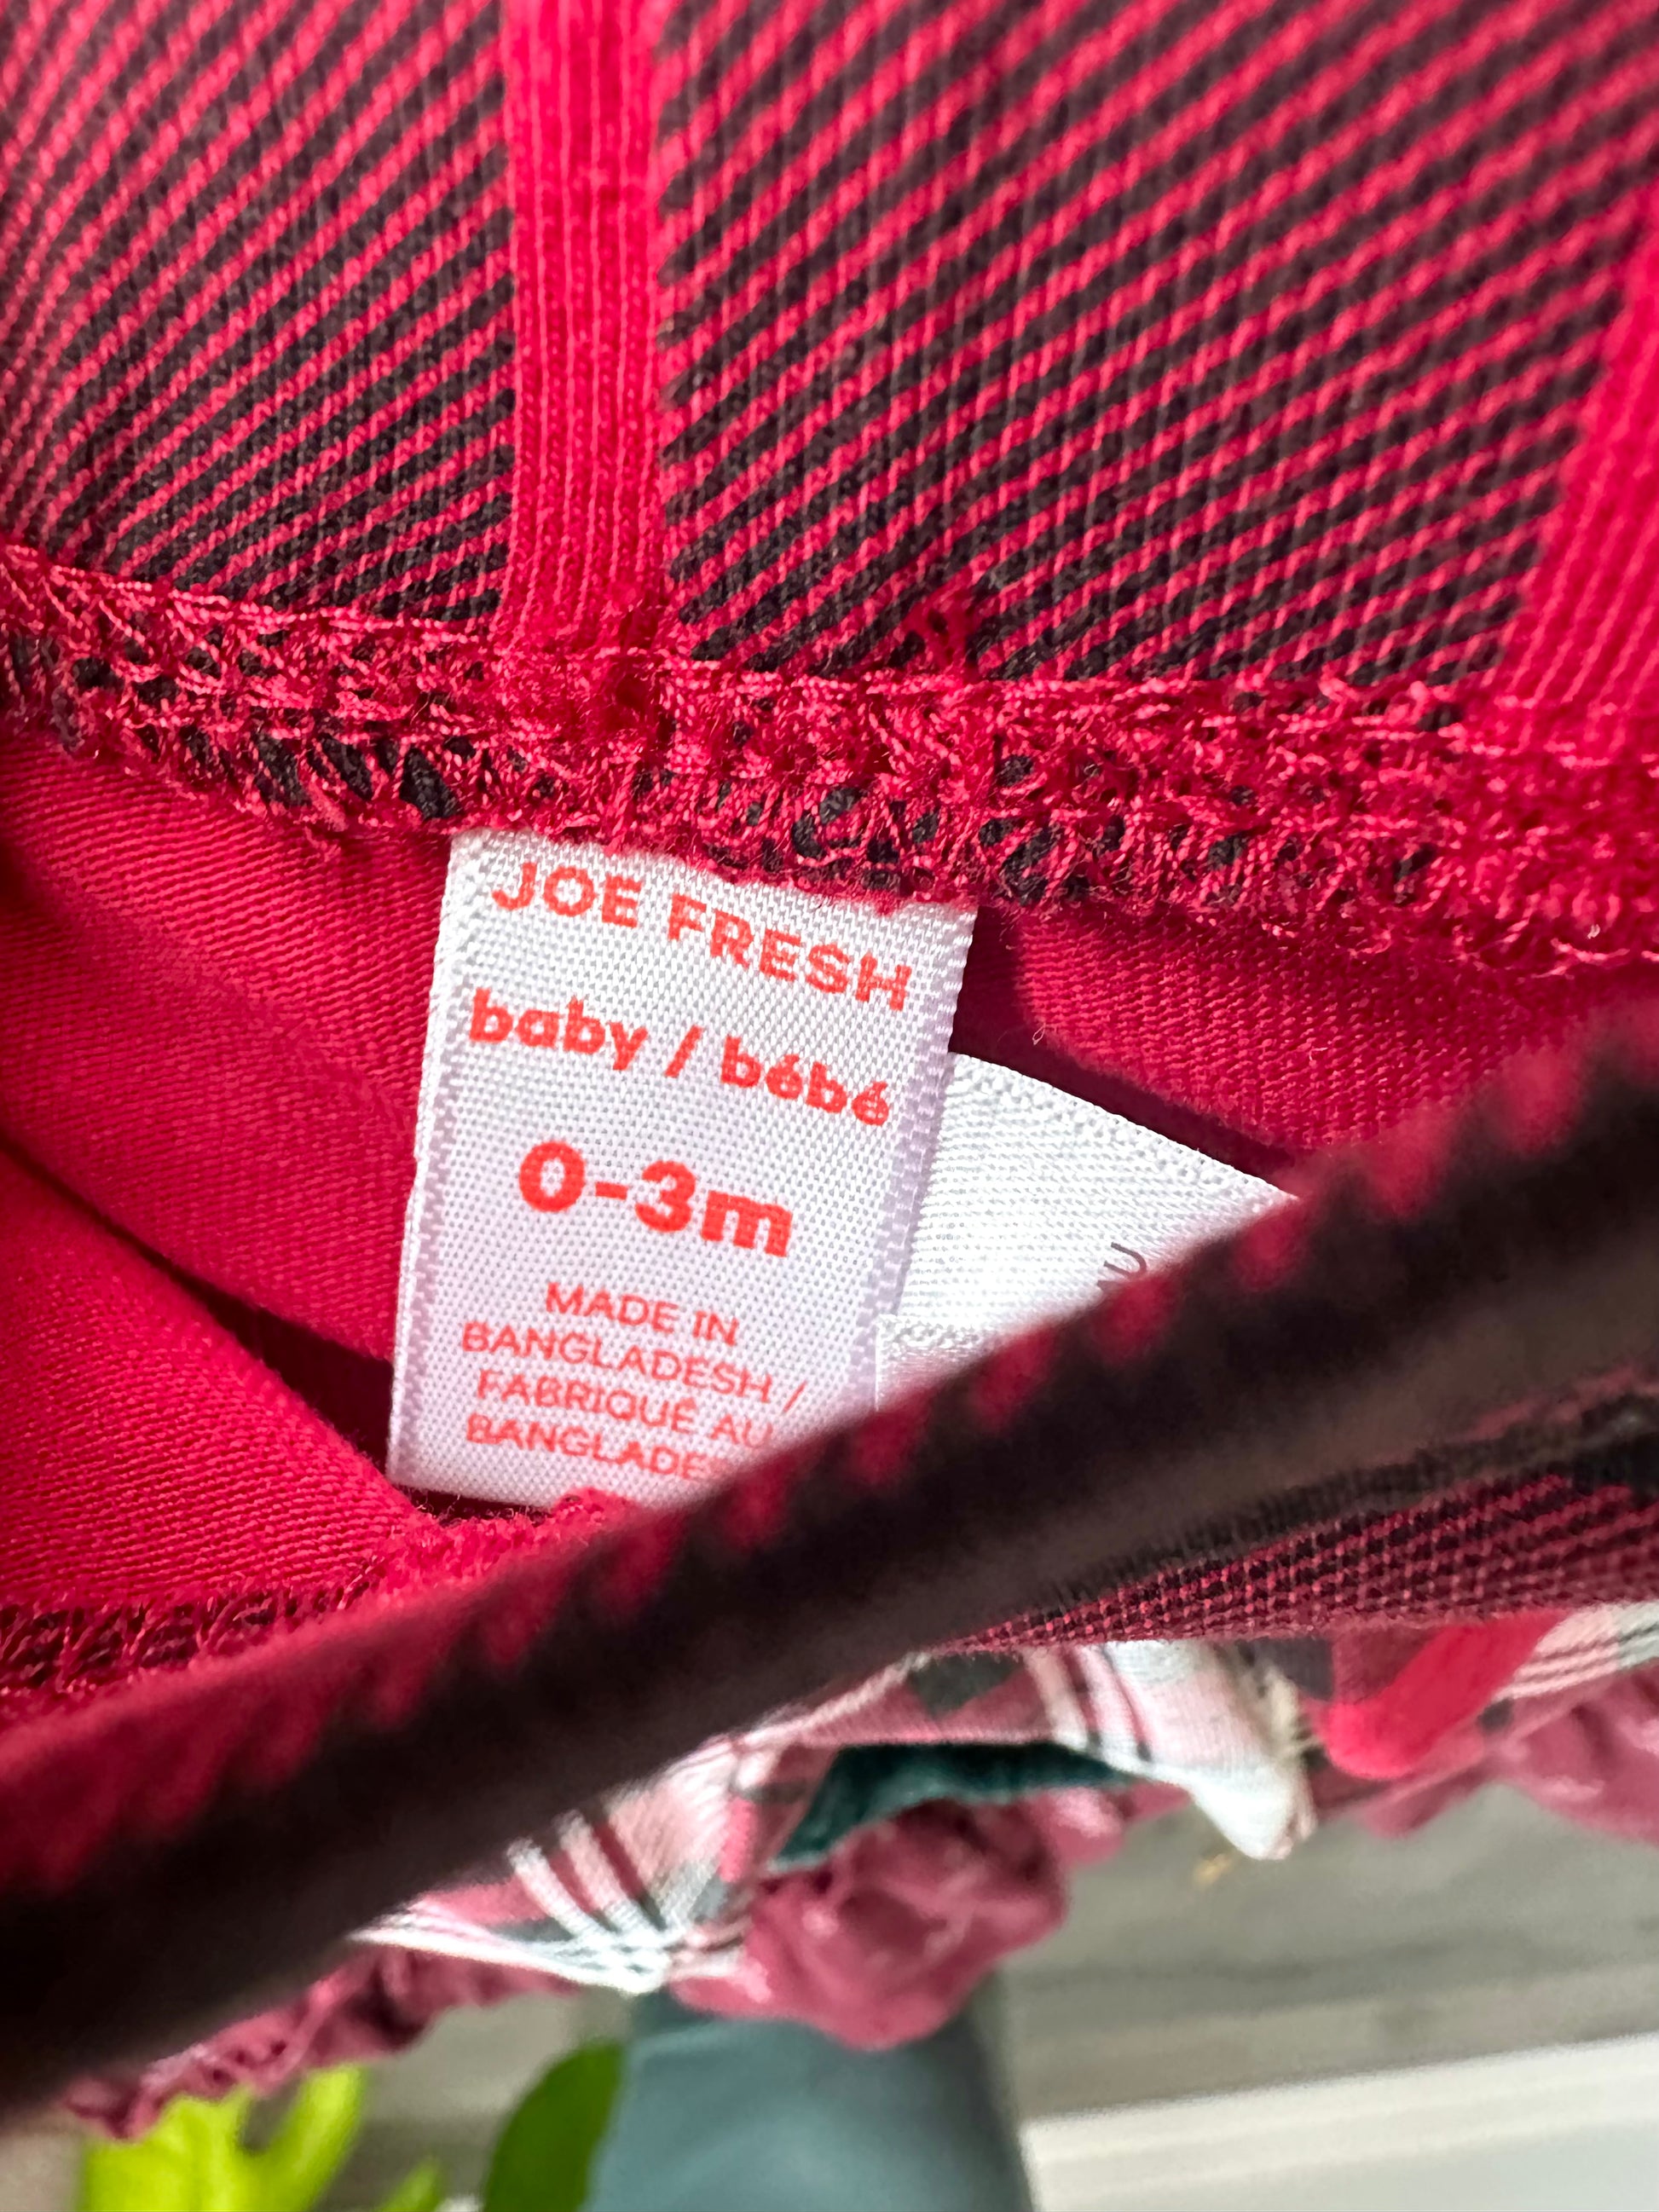 JOE FRESH
baby / bébé
0-3m
MADE IN
BANGLADESH /
FABRIQUÉ AU